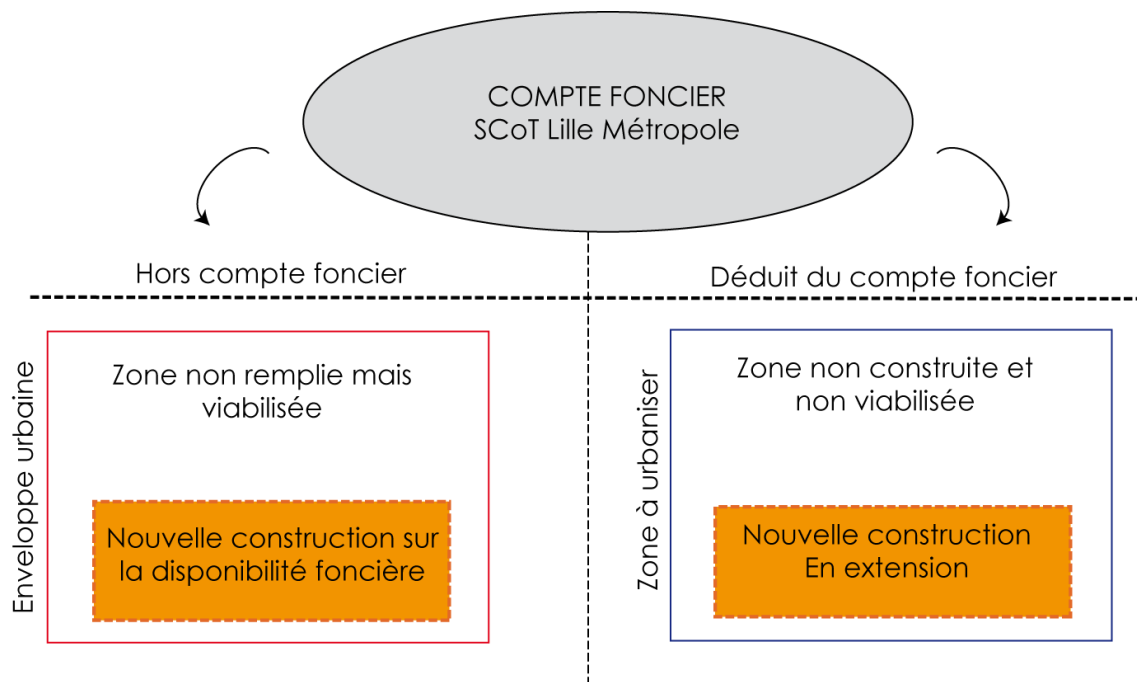 COMPTE FONCIER
SCoT Lille Métropole
Hors compte foncier
Déduit du compte foncier
Enveloppe urbaine
Zone non remplie mais
viabilisée
Nouvelle construction sur
la disponibilité foncière
Zone à urbaniser
Zone non construite et
non viabilisée
Nouvelle construction
En extension